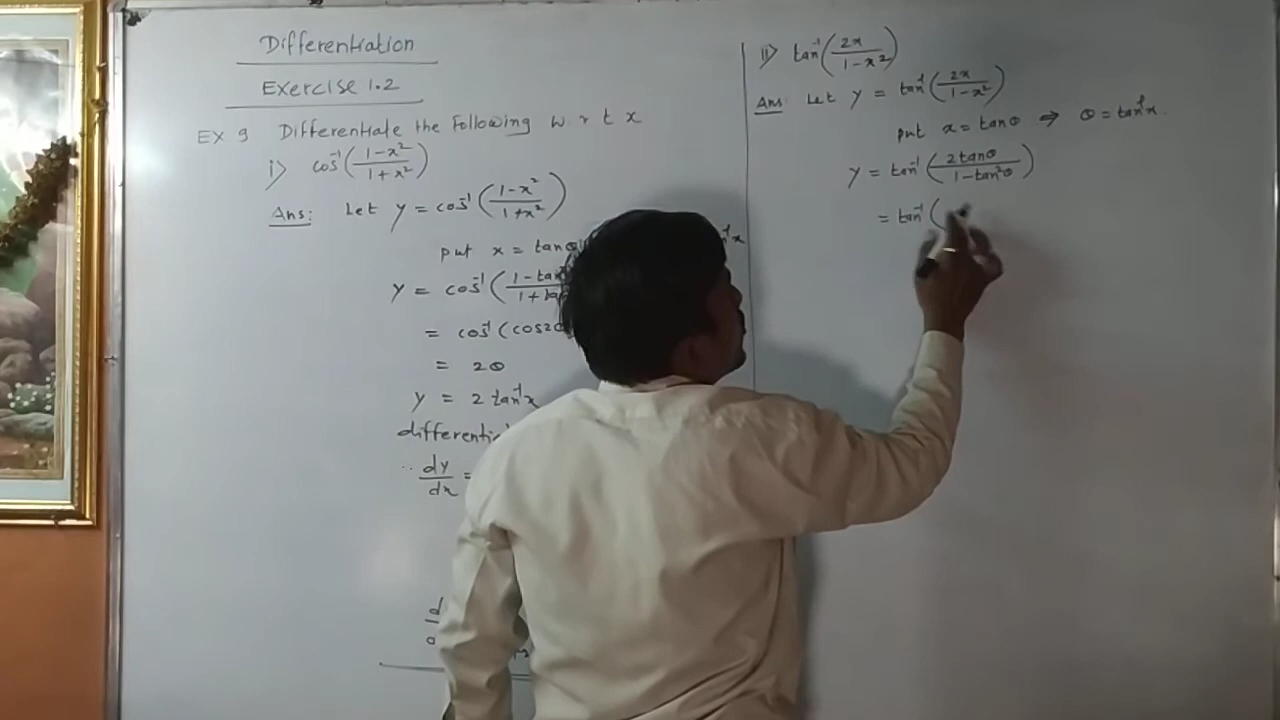 Differentiation
Exercise 1.2
EX 9 Differentiate the following w.r t x
i) cos⁻¹(1-x²/1+x²)
Ans: Let y = cos⁻¹(1-x²/1+x²)
put x = tanθ
y = cos⁻¹(1-tan
= cos⁻¹(cos2θ
= 2θ
y = 2 tan⁻¹x
dy/dx =
ii) tan⁻¹(2x/1-x²)
Ans: Let y = tan⁻¹(2x/1-x²)
put x = tanθ ⇒ θ = tan⁻¹x.
y = tan⁻¹(2tanθ/1-tan²θ)
= tan⁻¹(